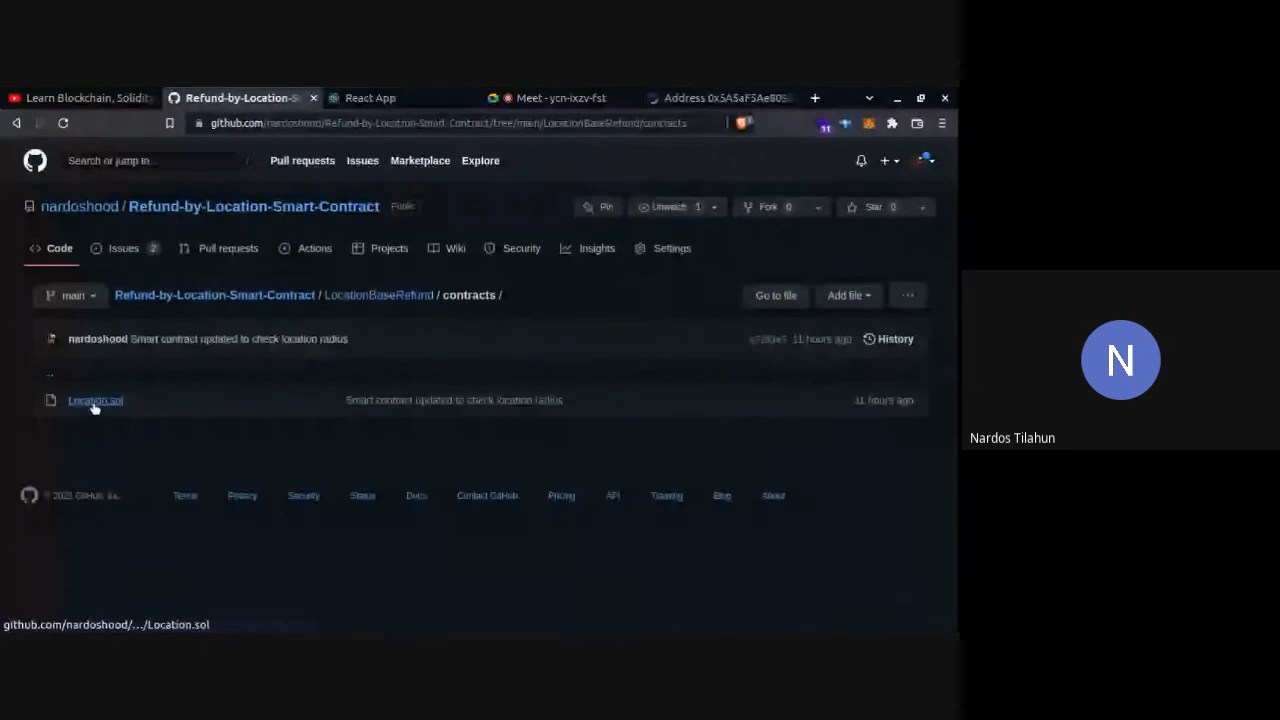 Learn Blockchain, Solidit
Refund-by-Location-S
React App
Meet - ycn-ixzv-fst
Address 0x5A5aF5Ae80
github.com/nardoshood/Refund-by-Location-Smart-Contract/tree/main/LocationBaseRefund/contracts
11
Search or jump to...
/
Pull requests
Issues
Marketplace
Explore
nardoshood / Refund-by-Location-Smart-Contract
Public
Pin
Unwatch 1
Fork 0
Star 0
Code
Issues 2
Pull requests
Actions
Projects
Wiki
Security
Insights
Settings
main
Refund-by-Location-Smart-Contract / LocationBaseRefund / contracts /
Go to file
Add file
...
nardoshood Smart contract updated to check location radius
11 hours ago
History
..
Location.sol
Smart contract updated to check location radius
11 hours ago
Terms
Privacy
Security
Status
Docs
Contact GitHub
Pricing
API
Training
Blog
About
github.com/nardoshood/.../Location.sol
N
Nardos Tilahun